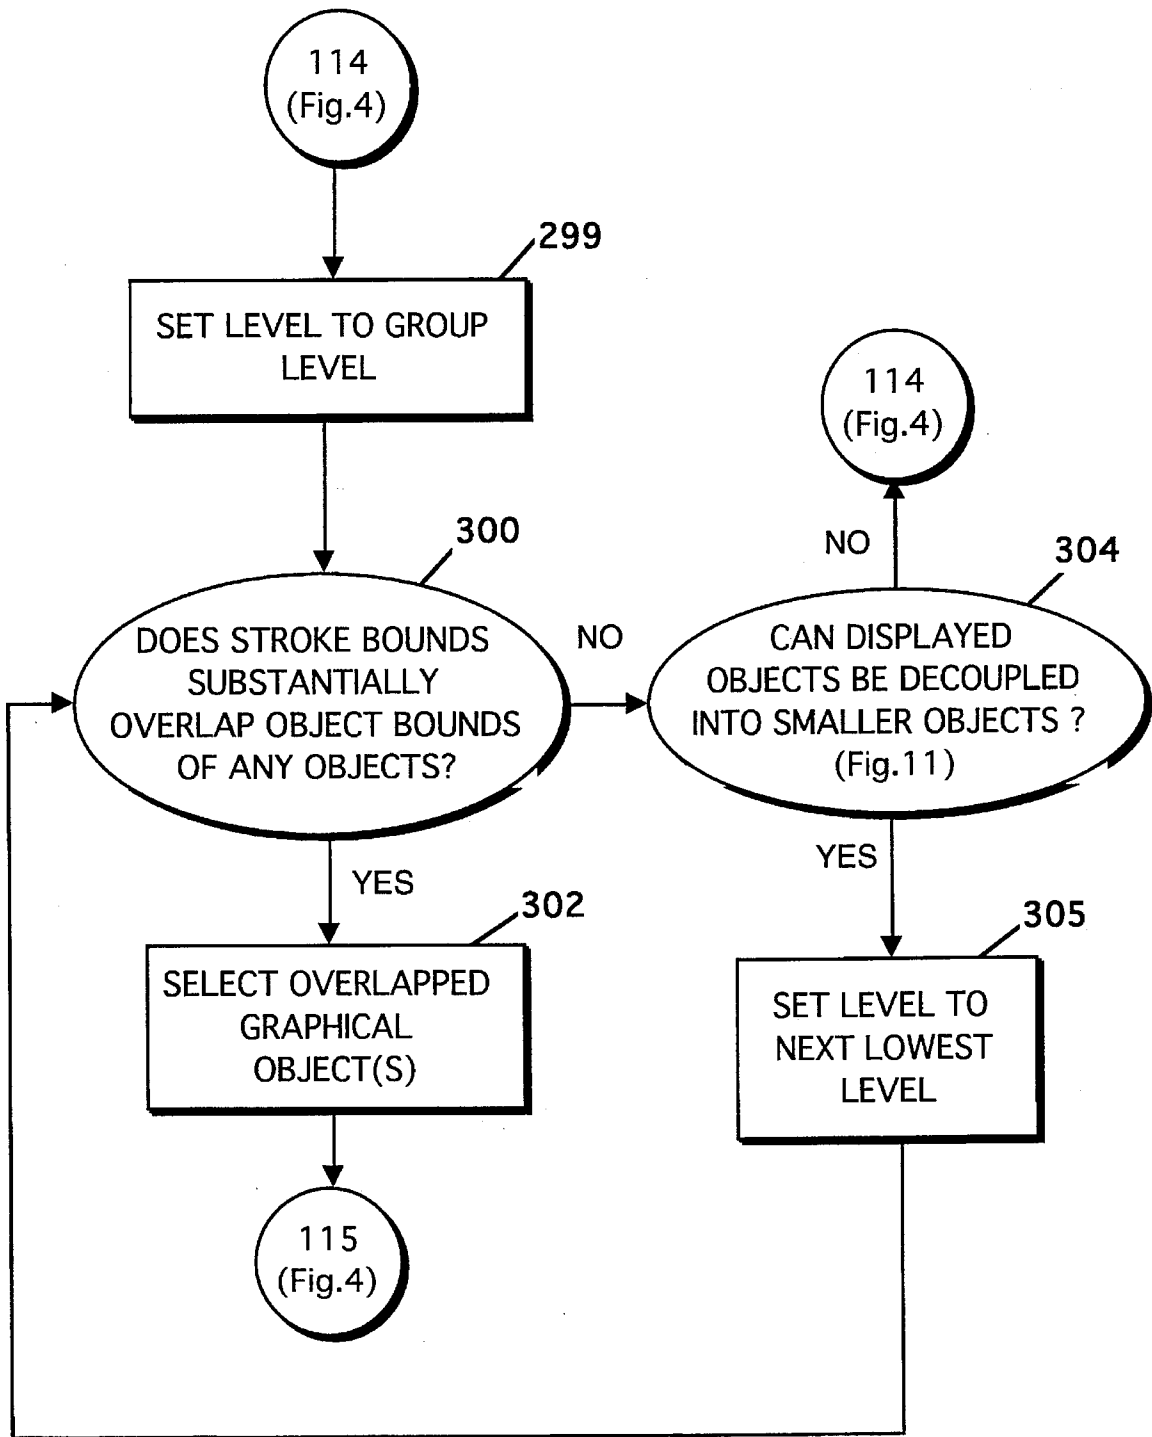 114
(Fig.4)
299
SET LEVEL TO GROUP
LEVEL
114
(Fig.4)
300
NO
304
DOES STROKE BOUNDS
SUBSTANTIALLY
OVERLAP OBJECT BOUNDS
OF ANY OBJECTS?
NO
CAN DISPLAYED
OBJECTS BE DECOUPLED
INTO SMALLER OBJECTS ?
(Fig.11)
YES
YES
302
305
SELECT OVERLAPPED
GRAPHICAL
OBJECT(S)
SET LEVEL TO
NEXT LOWEST
LEVEL
115
(Fig.4)